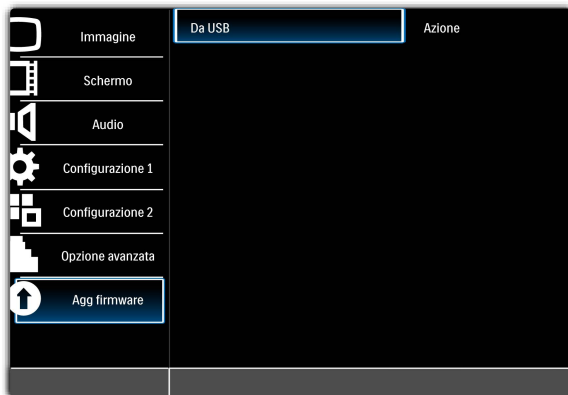 Immagine
Schermo
Audio
Configurazione 1
Configurazione 2
Opzione avanzata
Agg firmware
Da USB
Azione